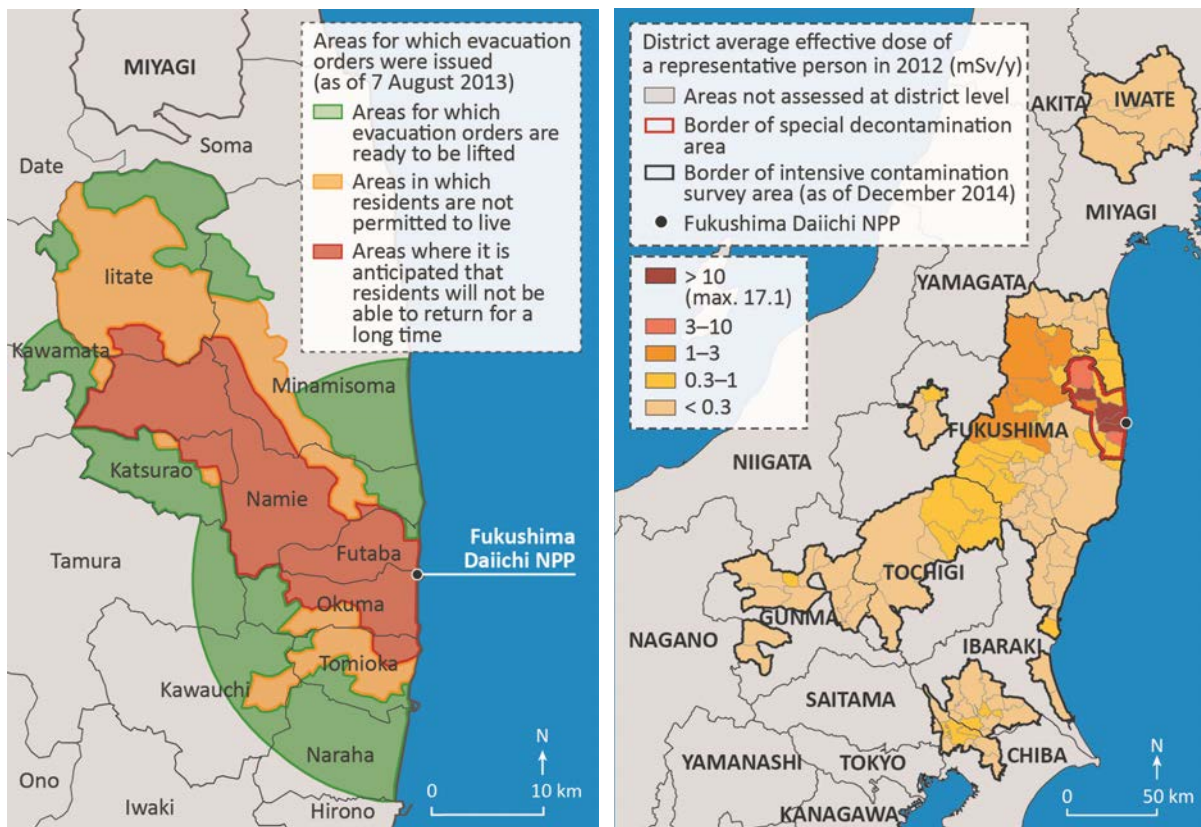 Areas for which evacuation
orders were issued
(as of 7 August 2013)
Areas for which
evacuation orders are
ready to be lifted
Areas in which
residents are not
permitted to live
Areas where it is
anticipated that
residents will not be
able to return for a
long time
MIYAGI
Soma
Date
Iitate
Kawamata
Minamisoma
Katsurao
Namie
Tamura
Futaba
Fukushima
Daiichi NPP
Okuma
Tomioka
Kawauchi
Naraha
Ono
Iwaki
Hirono
N
0
10 km
District average effective dose of
a representative person in 2012 (mSv/y)
Areas not assessed at district level
Border of special decontamination
area
Border of intensive contamination
survey area (as of December 2014)
Fukushima Daiichi NPP
> 10
(max. 17.1)
3–10
1–3
0.3–1
< 0.3
AKITA
IWATE
MIYAGI
YAMAGATA
FUKUSHIMA
NIIGATA
TOCHIGI
GUNMA
NAGANO
IBARAKI
SAITAMA
CHIBA
YAMANASHI
TOKYO
KANAGAWA
N
0
50 km